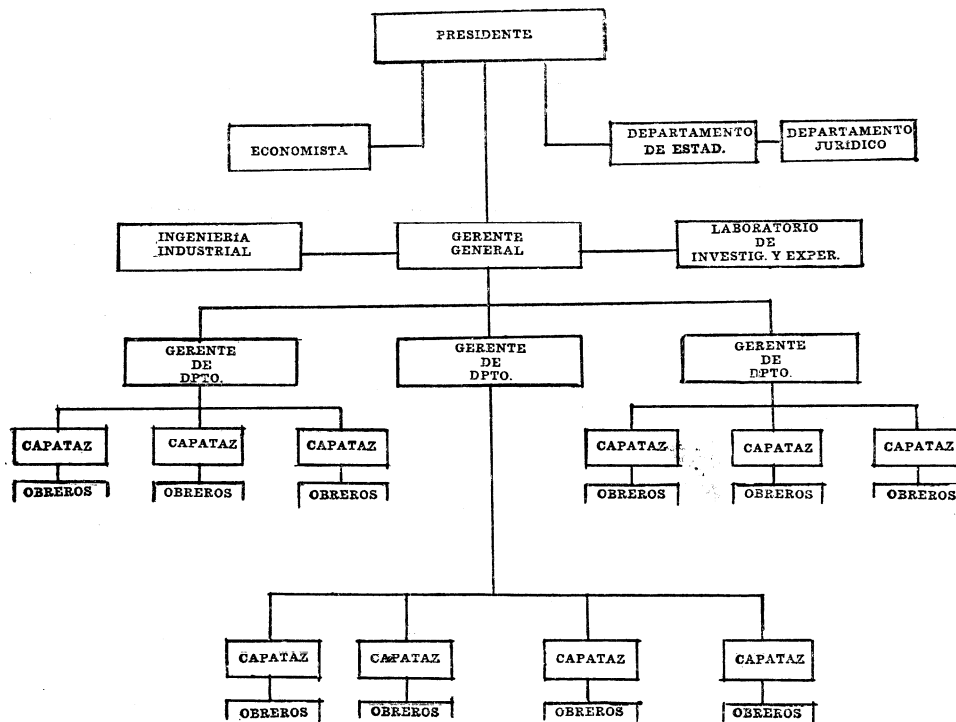 PRESIDENTE
ECONOMISTA
DEPARTAMENTO
DE ESTAD.
DEPARTAMENTO
JURÍDICO
INGENIERÍA
INDUSTRIAL
GERENTE
GENERAL
LABORATORIO
DE
INVESTIG. Y EXPER.
GERENTE
DE
DPTO.
GERENTE
DE
DPTO.
GERENTE
DE
DPTO.
CAPATAZ
CAPATAZ
CAPATAZ
CAPATAZ
CAPATAZ
CAPATAZ
OBREROS
OBREROS
OBREROS
OBREROS
OBREROS
OBREROS
CAPATAZ
CAPATAZ
CAPATAZ
CAPATAZ
OBREROS
OBREROS
OBREROS
OBREROS